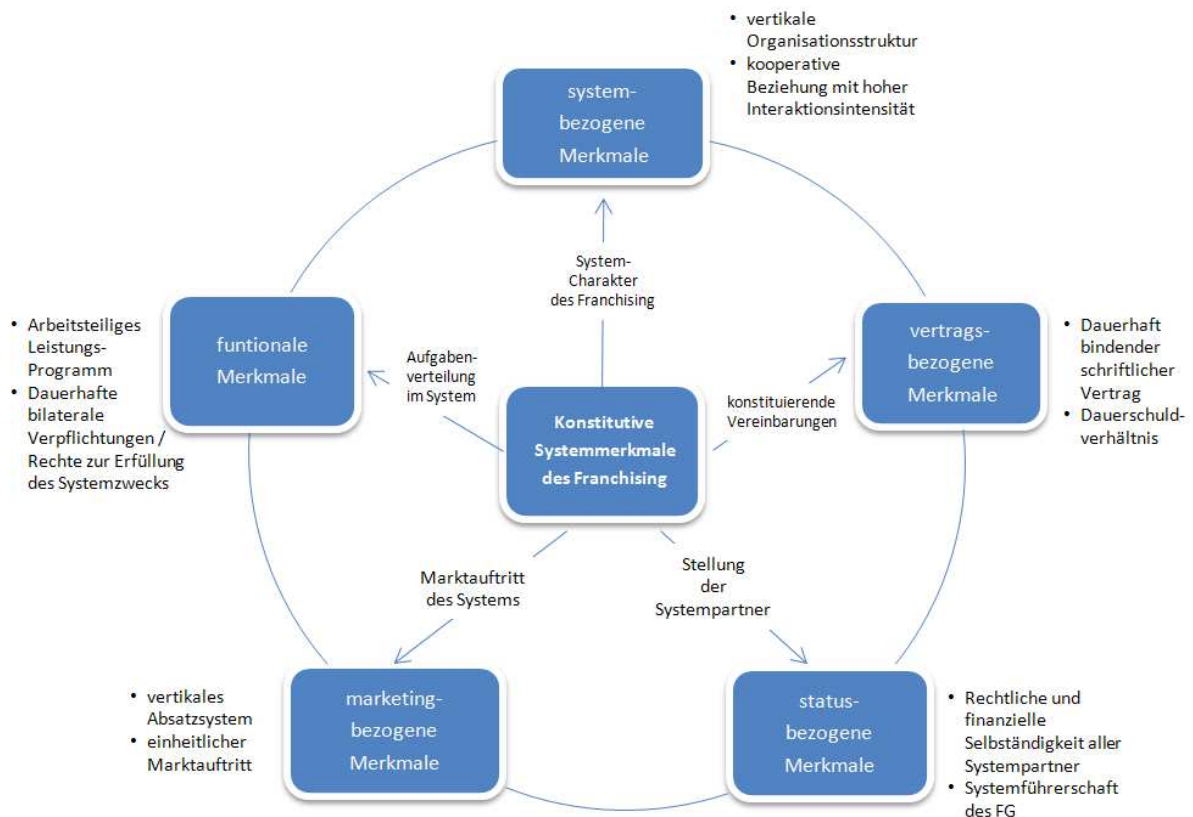 • vertikale
Organisationsstruktur
• kooperative
Beziehung mit hoher
Interaktionsintensität
system-
bezogene
Merkmale
System-
Charakter
des Franchising
• Arbeitsteiliges
Leistungs-
Programm
• Dauerhafte
bilaterale
Verpflichtungen /
Rechte zur Erfüllung
des Systemzwecks
funtionale
Merkmale
Aufgaben-
verteilung
im System
Konstitutive
Systemmerkmale
des Franchising
konstituierende
Vereinbarungen
vertrags-
bezogene
Merkmale
• Dauerhaft
bindender
schriftlicher
Vertrag
• Dauerschuld-
verhältnis
Marktauftritt
des Systems
Stellung
der
Systempartner
• vertikales
Absatzsystem
• einheitlicher
Marktauftritt
marketing-
bezogene
Merkmale
status-
bezogene
Merkmale
• Rechtliche und
finanzielle
Selbständigkeit aller
Systempartner
• Systemführerschaft
des FG